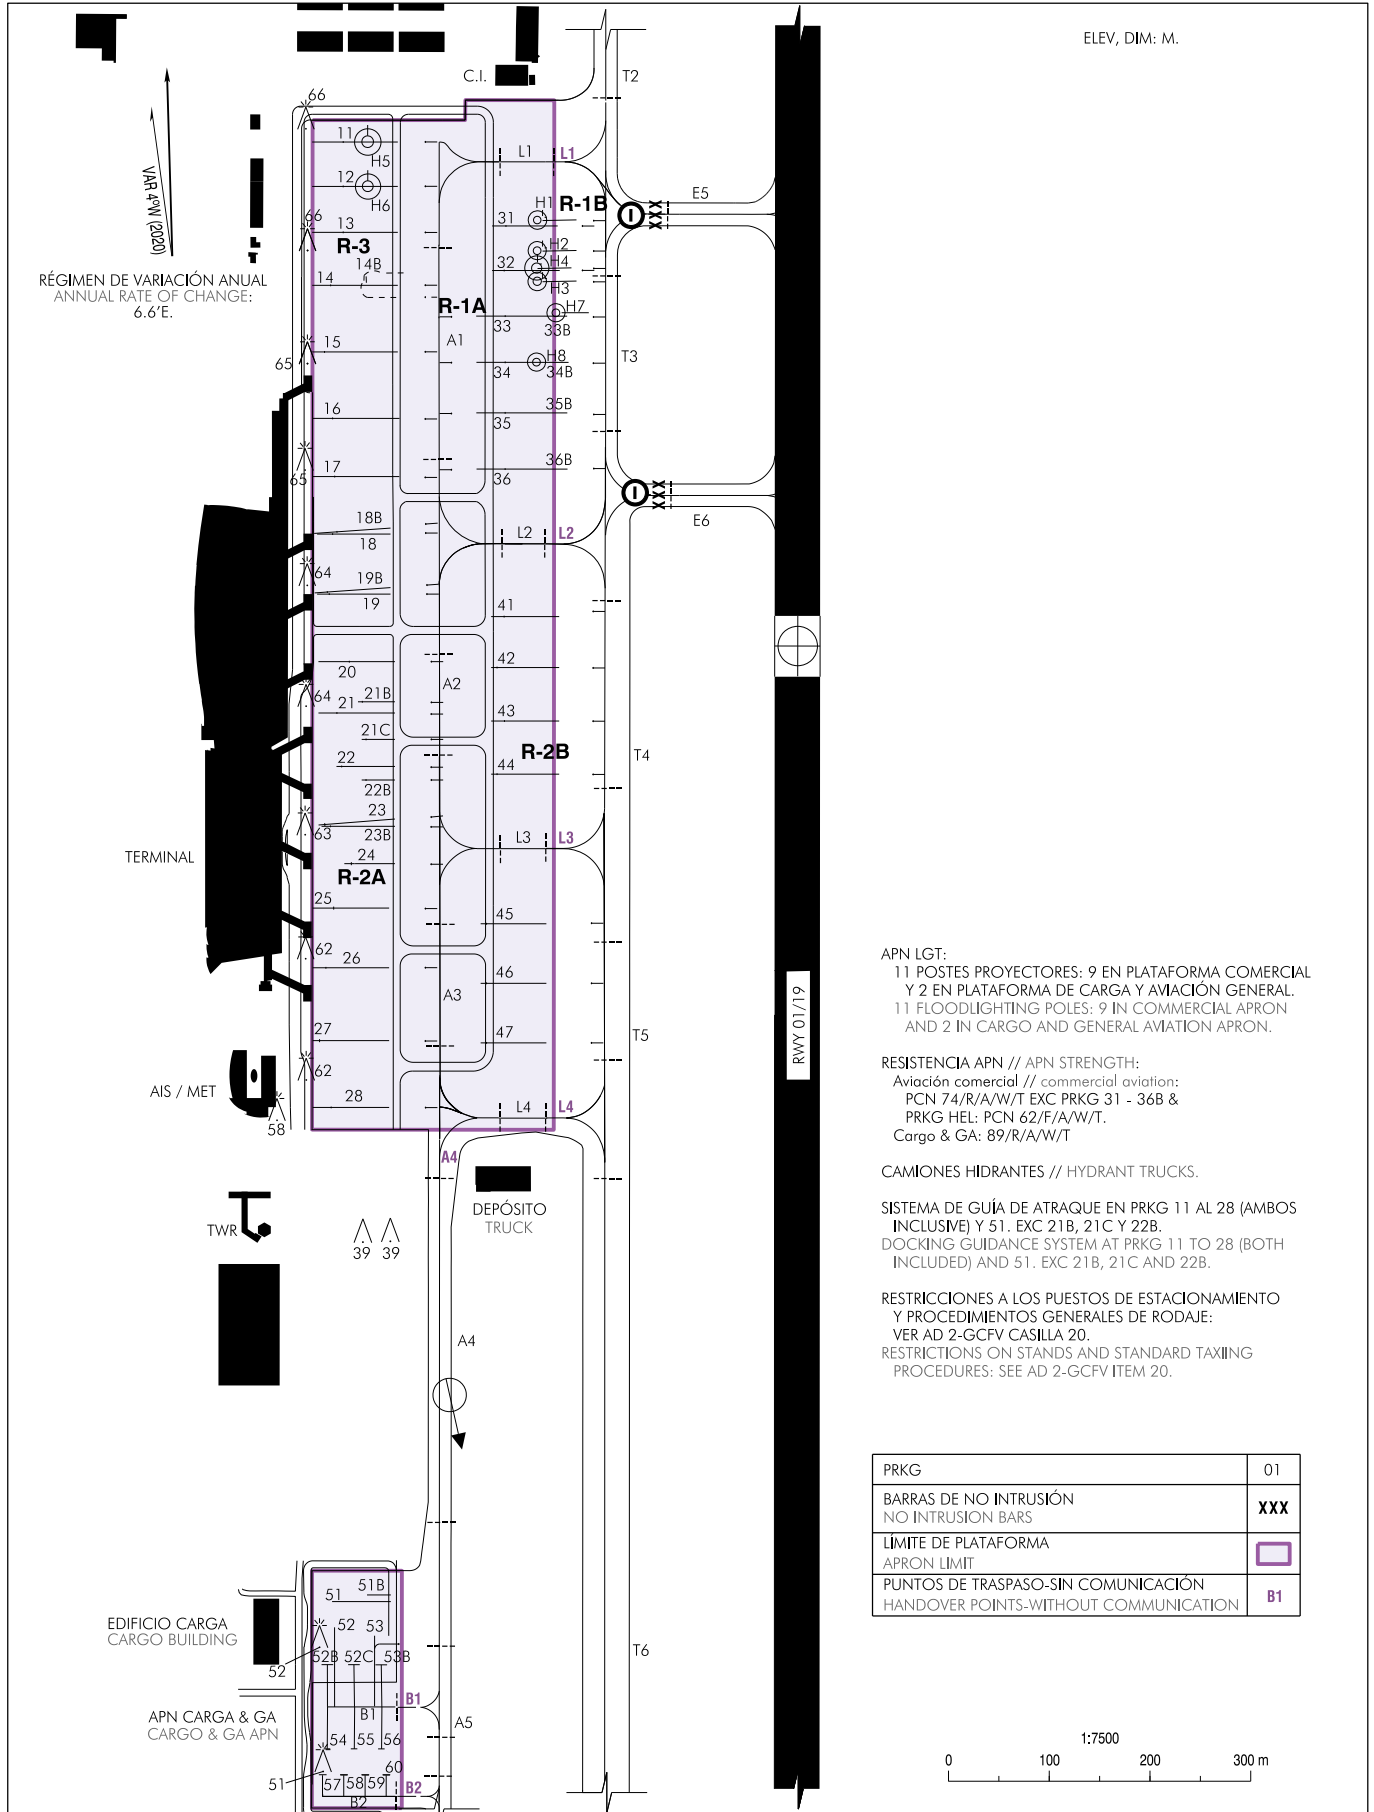 ELEV, DIM: M.
C.I.
T2
66
11
H5
L1
L1
12
H6
E5
VAR 4°W (2020)
H1
R-1B
66
13
31
R-3
H2
14B
32
H4
RÉGIMEN DE VARIACIÓN ANUAL
ANNUAL RATE OF CHANGE:
6.6'E.
14
H3
R-1A
H7
33
33B
A1
15
65
T3
H8
34
34B
16
35B
35
17
36B
65
36
XXX
XXX
E6
18B
18
L2
L2
64
19B
19
41
20
42
64
21B
A2
21
43
21C
R-2B
22
44
T4
22B
23
63
23B
L3
L3
TERMINAL
24
R-2A
25
45
62
26
46
A3
27
47
T5
RWY 01/19
62
AIS / MET
28
L4
L4
58
A4
DEPÓSITO
TRUCK
TWR
39
39
A4
APN LGT:
11 POSTES PROYECTORES: 9 EN PLATAFORMA COMERCIAL
Y 2 EN PLATAFORMA DE CARGA Y AVIACIÓN GENERAL.
11 FLOODLIGHTING POLES: 9 IN COMMERCIAL APRON
AND 2 IN CARGO AND GENERAL AVIATION APRON.
RESISTENCIA APN // APN STRENGTH:
Aviación comercial // commercial aviation:
PCN 74/R/A/W/T EXC PRKG 31 - 36B &
PRKG HEL: PCN 62/F/A/W/T.
Cargo & GA: 89/R/A/W/T
CAMIONES HIDRANTES // HYDRANT TRUCKS.
SISTEMA DE GUÍA DE ATRAQUE EN PRKG 11 AL 28 (AMBOS
INCLUSIVE) Y 51. EXC 21B, 21C Y 22B.
DOCKING GUIDANCE SYSTEM AT PRKG 11 TO 28 (BOTH
INCLUDED) AND 51. EXC 21B, 21C AND 22B.
RESTRICCIONES A LOS PUESTOS DE ESTACIONAMIENTO
Y PROCEDIMIENTOS GENERALES DE RODAJE:
VER AD 2-GCFV CASILLA 20.
RESTRICTIONS ON STANDS AND STANDARD TAXIING
PROCEDURES: SEE AD 2-GCFV ITEM 20.
PRKG 01
BARRAS DE NO INTRUSIÓN
NO INTRUSION BARS
XXX
LÍMITE DE PLATAFORMA
APRON LIMIT
PUNTOS DE TRASPASO-SIN COMUNICACIÓN
HANDOVER POINTS-WITHOUT COMMUNICATION
B1
51
51B
EDIFICIO CARGA
CARGO BUILDING
52
53
52
52B
52C
53B
T6
APN CARGA & GA
CARGO & GA APN
B1
B1
A5
54
55
56
51
57
58
59
60
B2
B2
1:7500
0 100 200 300 m